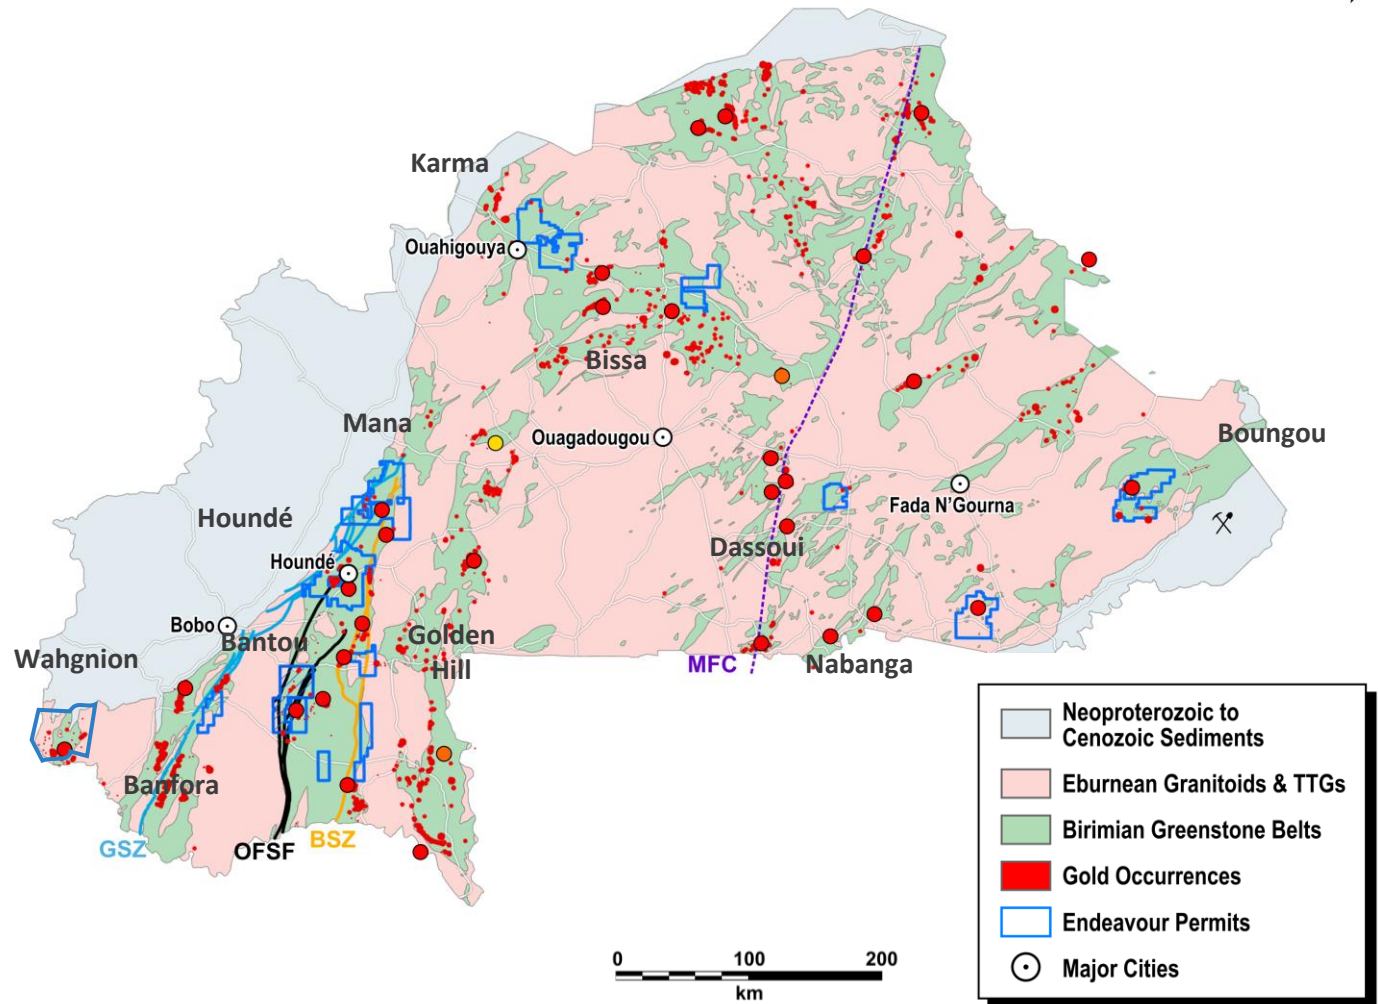 Karma
Ouahigouya
Bissa
Mana
Ouagadougou
Boungou
Fada N'Gourna
Houndé
Dassoui
Houndé
Bobo
Bantou
Golden
Hill
Wahgnion
MFC
Nabanga
Banfora
GSZ
OFSF
BSZ
Neoproterozoic to
Cenozoic Sediments
Eburnean Granitoids & TTGs
Birimian Greenstone Belts
Gold Occurrences
Endeavour Permits
Major Cities
0 100 200
km